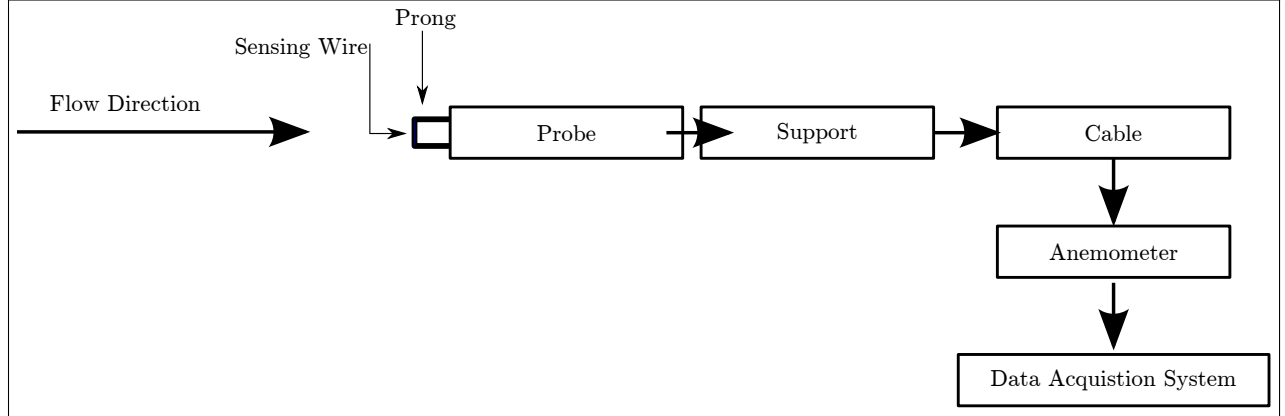 Prong
Sensing Wire
Flow Direction
Probe
Support
Cable
Anemometer
Data Acquistion System